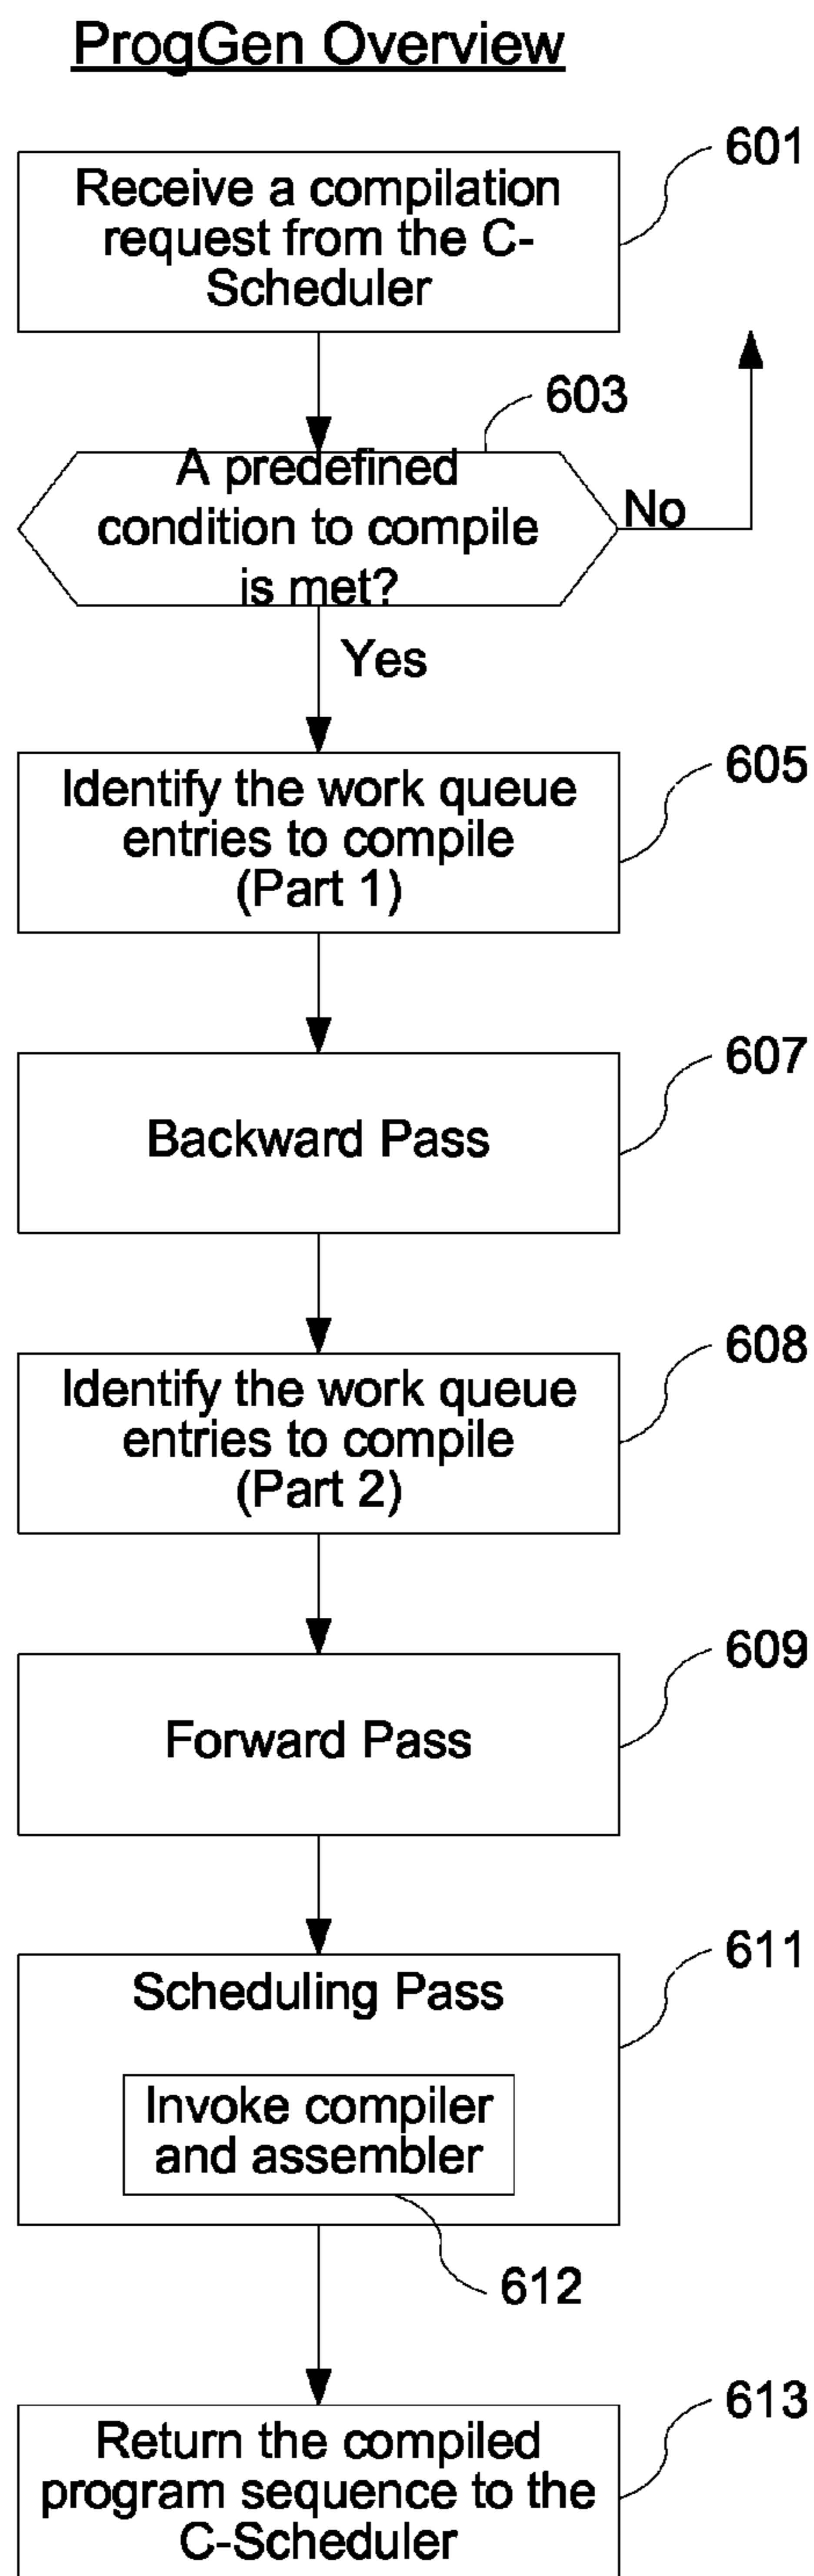 ProgGen Overview
601
Receive a compilation
request from the C-
Scheduler
603
A predefined
condition to compile
is met?
No
Yes
605
Identify the work queue
entries to compile
(Part 1)
607
Backward Pass
608
Identify the work queue
entries to compile
(Part 2)
609
Forward Pass
611
Scheduling Pass
Invoke compiler
and assembler
612
613
Return the compiled
program sequence to the
C-Scheduler